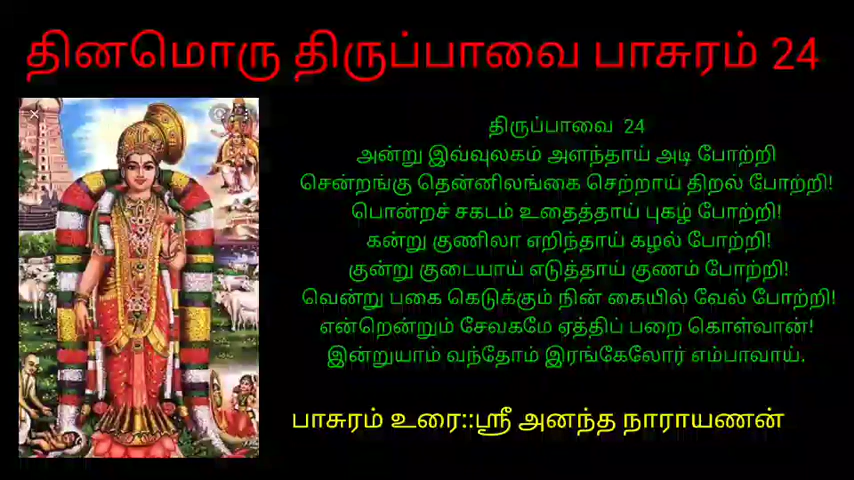 தினமொரு திருப்பாவை பாசுரம் 24
திருப்பாவை 24
அன்று இவ்வுலகம் அளந்தாய் அடி போற்றி
சென்றங்கு தென்னிலங்கை செற்றாய் திறல் போற்றி!
பொன்றச் சகடம் உதைத்தாய் புகழ் போற்றி!
கன்று குணிலா எறிந்தாய் கழல் போற்றி!
குன்று குடையாய் எடுத்தாய் குணம் போற்றி!
வென்று பகை கெடுக்கும் நின் கையில் வேல் போற்றி!
என்றென்றும் சேவகமே ஏத்திப் பறை கொள்வான்!
இன்றுயாம் வந்தோம் இரங்கேலோர் எம்பாவாய்.
பாசுரம் உரை::ஸ்ரீ அனந்த நாராயணன்